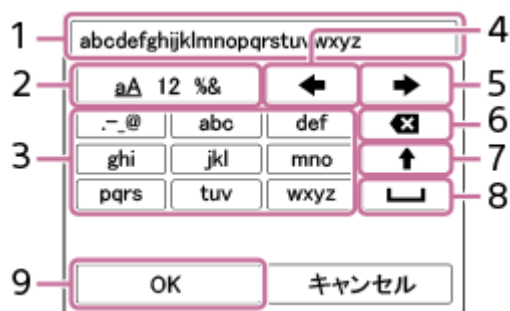 1 abcdefghijklmnopqrstuvwxyz 4
2 aA 12 %& 5
.-_@ abc def 6
3 ghi jkl mno 7
pqrs tuv wxyz 8
9 OK キャンセル